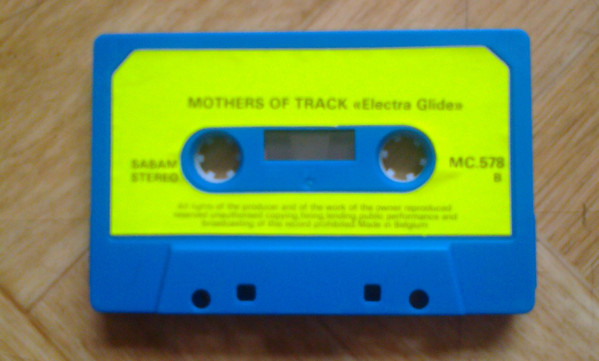 MOTHERS OF TRACK «Electra Glide»
SABAM
STEREO
MC.578
B
All rights of the producer and of the work of the owner reproduced
reserved unauthorised copying hiring lending public performance and
broadcasting of this record prohibited Made in Belgium